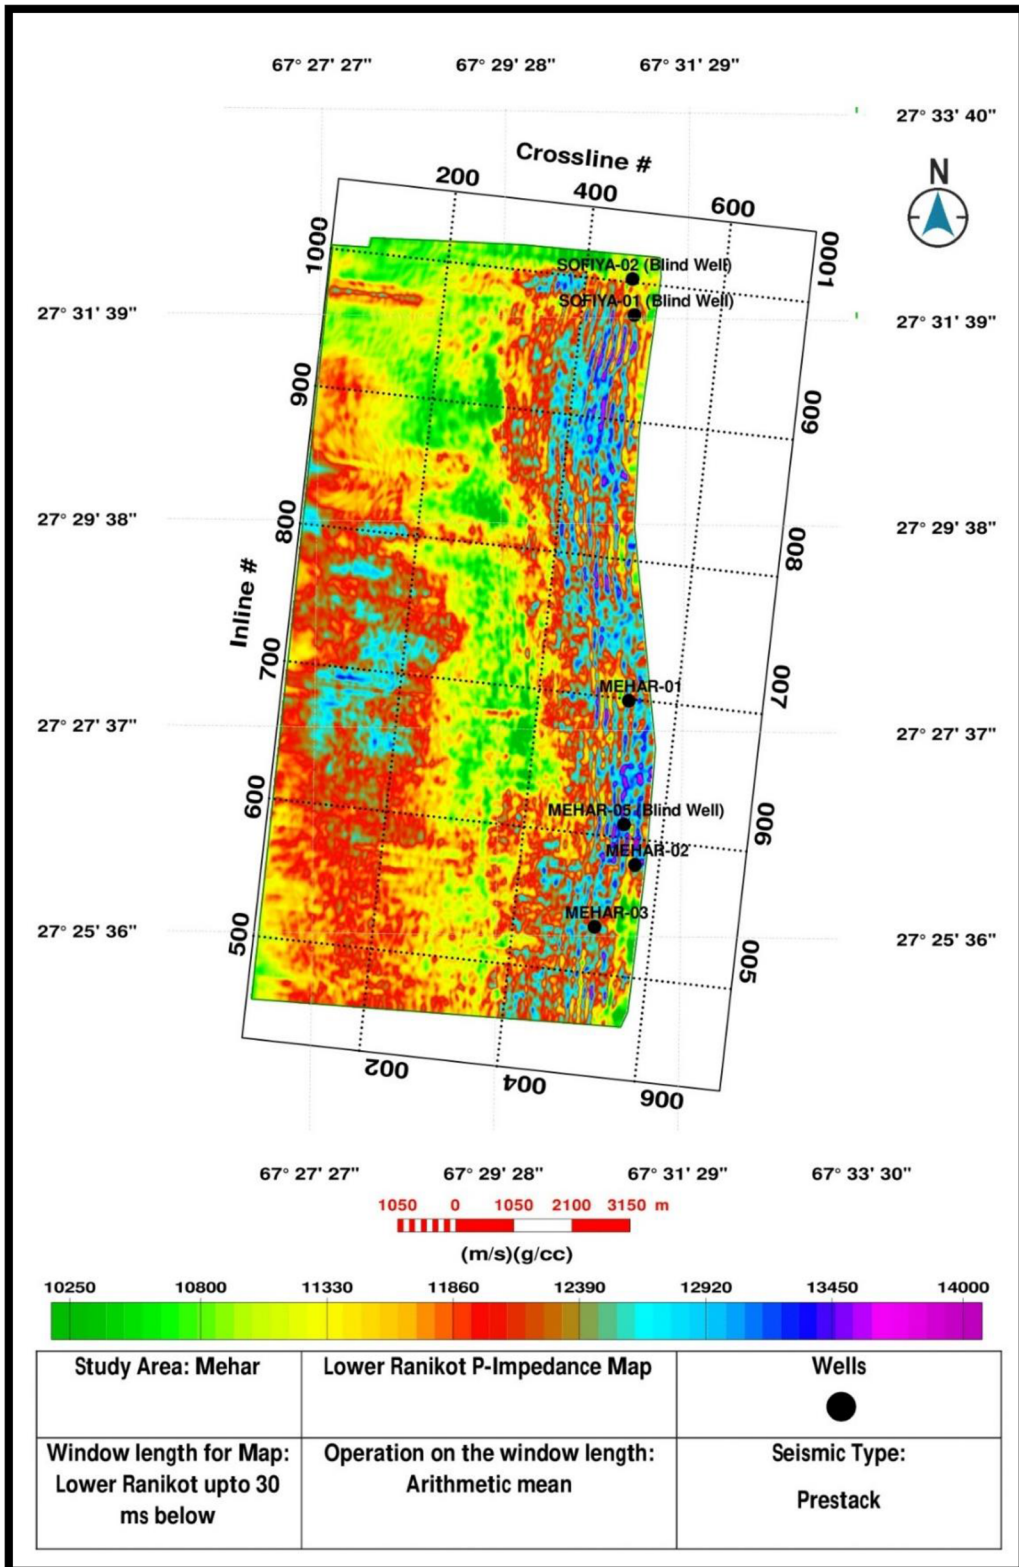 67° 27' 27" 67° 29' 28" 67° 31' 29"
27° 33' 40"
Crossline #
N
200 400 600
1000 1000
SOFIYA-02 (Blind Well)
SOFIYA-01 (Blind Well)
27° 31' 39" 27° 31' 39"
900 900
27° 29' 38" 27° 29' 38"
800 800
Inline #
700 700
MEHAR-01
27° 27' 37" 27° 27' 37"
600 600
MEHAR-05 (Blind Well)
MEHAR-02
MEHAR-03
27° 25' 36" 27° 25' 36"
500 500
200 400 600
67° 27' 27" 67° 29' 28" 67° 31' 29" 67° 33' 30"
1050 0 1050 2100 3150 m
(m/s)(g/cc)
10250 10800 11330 11860 12390 12920 13450 14000
Study Area: Mehar
Lower Ranikot P-Impedance Map
Wells
Window length for Map:
Lower Ranikot upto 30
ms below
Operation on the window length:
Arithmetic mean
Seismic Type:
Prestack